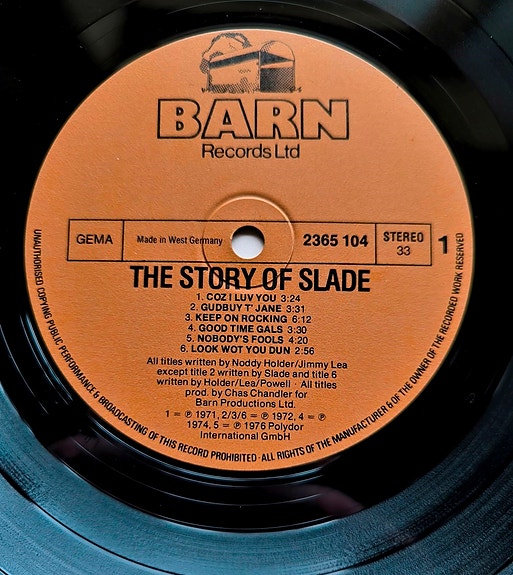 BARN
Records Ltd
GEMA
Made in West Germany
2365 104
STEREO
33
1
THE STORY OF SLADE
1. COZ I LUV YOU 3:24
2. GUDBUY T' JANE 3:31
3. KEEP ON ROCKING 6:12
4. GOOD TIME GALS 3:30
5. NOBODY'S FOOLS 4:20
6. LOOK WOT YOU DUN 2:56
All titles written by Noddy Holder/Jimmy Lea
except title 2 written by Slade and title 6
written by Holder/Lea/Powell · All titles
prod. by Chas Chandler for
Barn Productions Ltd.
1 = ℗ 1971, 2/3/6 = ℗ 1972, 4 = ℗
1974, 5 = ℗ 1976 Polydor
International GmbH
UNAUTHORISED COPYING PUBLIC PERFORMANCE & BROADCASTING OF THIS RECORD PROHIBITED · ALL RIGHTS OF THE MANUFACTURER & OF THE OWNER OF THE RECORDED WORK RESERVED